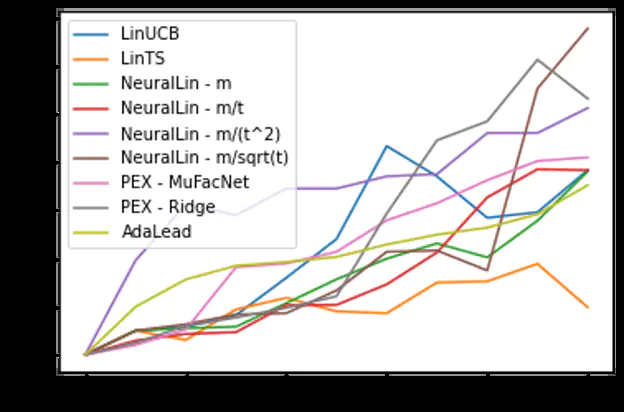 LinUCB
LinTS
NeuralLin - m
NeuralLin - m/t
NeuralLin - m/(t^2)
NeuralLin - m/sqrt(t)
PEX - MuFacNet
PEX - Ridge
AdaLead